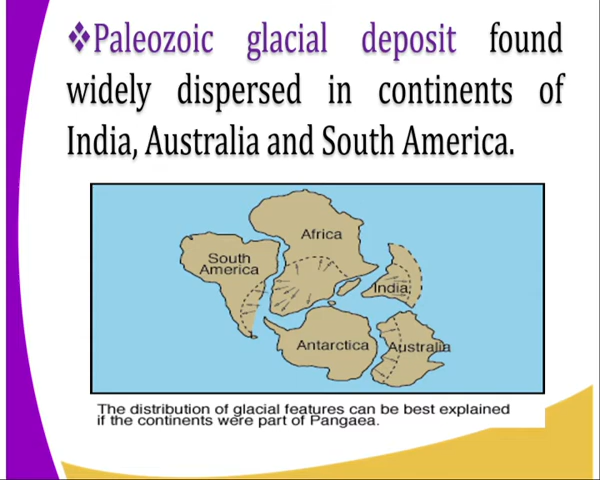 ❖Paleozoic glacial deposit found
widely dispersed in continents of
India, Australia and South America.
Africa
South
America
India
Antarctica
Australia
The distribution of glacial features can be best explained
if the continents were part of Pangaea.